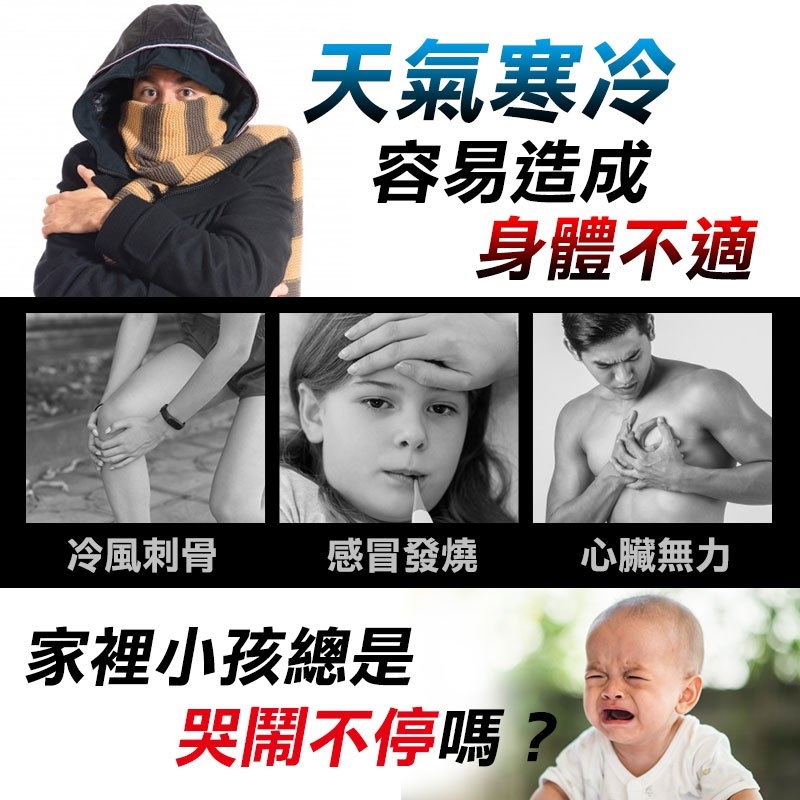 天氣寒冷
容易造成
身體不適
冷風刺骨
感冒發燒
心臟無力
家裡小孩總是
哭鬧不停嗎？